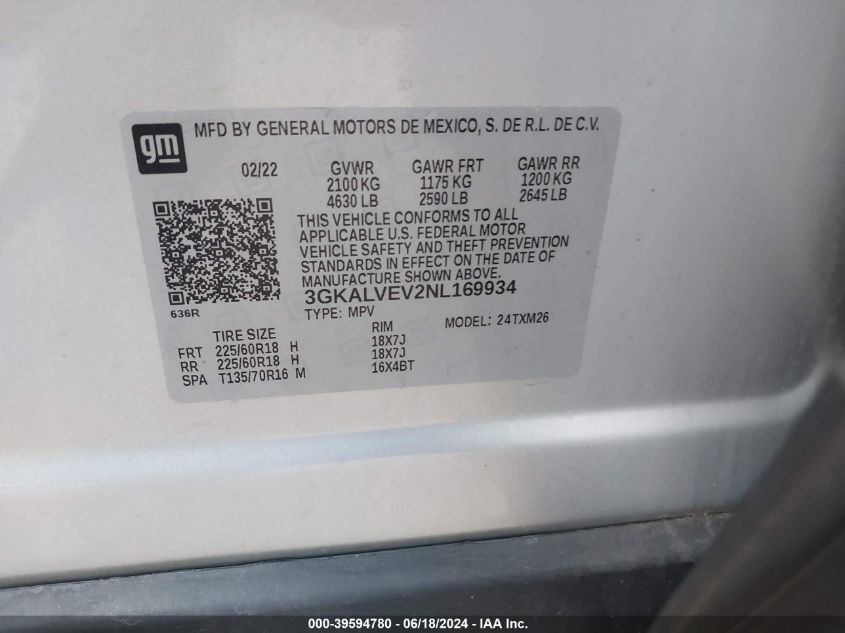 gm
MFD BY GENERAL MOTORS DE MEXICO, S. DE R.L. DE C.V.
02/22 GVWR GAWR FRT GAWR RR
2100 KG 1175 KG 1200 KG
4630 LB 2590 LB 2645 LB
THIS VEHICLE CONFORMS TO ALL
APPLICABLE U.S. FEDERAL MOTOR
VEHICLE SAFETY AND THEFT PREVENTION
STANDARDS IN EFFECT ON THE DATE OF
MANUFACTURE SHOWN ABOVE.
3GKALVEV2NL169934
636R
TYPE: MPV MODEL: 24TXM26
TIRE SIZE RIM
FRT 225/60R18 H 18X7J
RR 225/60R18 H 18X7J
SPA T135/70R16 M 16X4BT
000-39594780 - 06/18/2024 - IAA Inc.